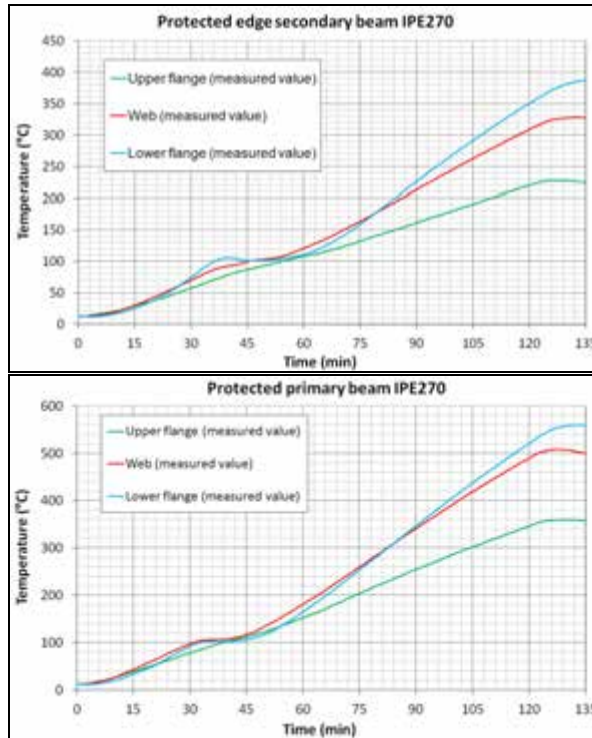 Protected edge secondary beam IPE270
450
400
350
300
250
200
150
100
50
0
Temperature (°C)
Upper flange (measured value)
Web (measured value)
Lower flange (measured value)
0 15 30 45 60 75 90 105 120 135
Time (min)
Protected primary beam IPE270
600
500
400
300
200
100
0
Temperature (°C)
Upper flange (measured value)
Web (measured value)
Lower flange (measured value)
0 15 30 45 60 75 90 105 120 135
Time (min)